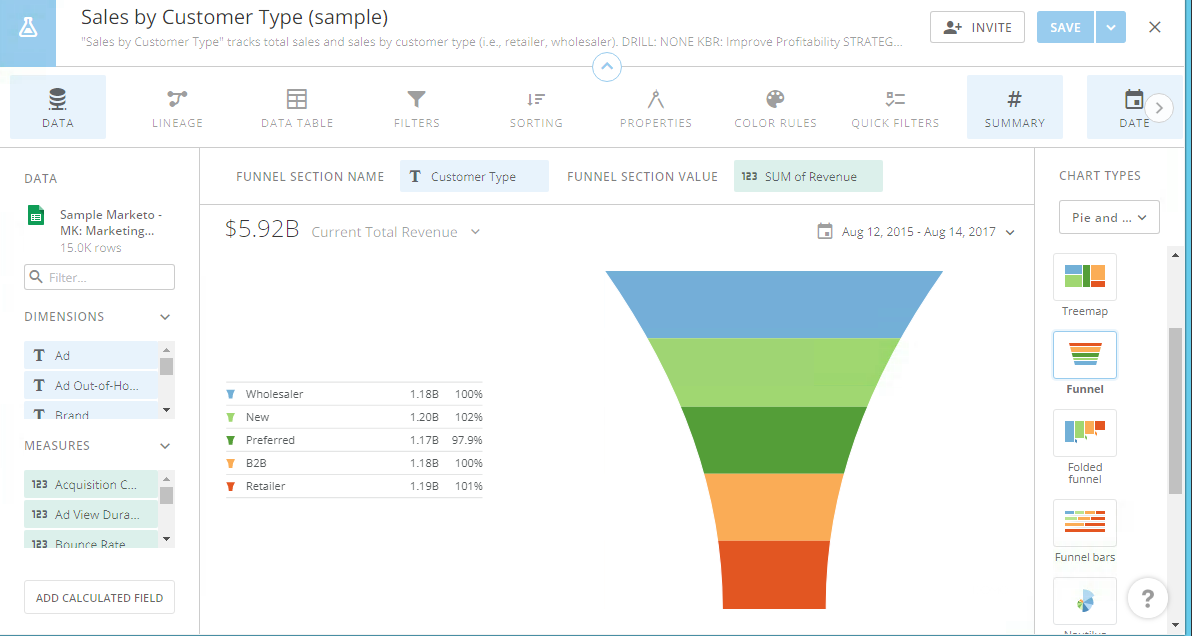 Sales by Customer Type (sample)
"Sales by Customer Type" tracks total sales and sales by customer type (i.e., retailer, wholesaler). DRILL: NONE KBR: Improve Profitability STRATEG...
INVITE
SAVE
DATA
LINEAGE
DATA TABLE
FILTERS
SORTING
PROPERTIES
COLOR RULES
QUICK FILTERS
#
SUMMARY
DATE
DATA
Sample Marketo -
MK: Marketing...
15.0K rows
Filter...
DIMENSIONS
T Ad
T Ad Out-of-Ho...
T Brand
MEASURES
123 Acquisition C...
123 Ad View Dura...
123 Bounce Rate
ADD CALCULATED FIELD
FUNNEL SECTION NAME T Customer Type FUNNEL SECTION VALUE 123 SUM of Revenue
$5.92B Current Total Revenue
Aug 12, 2015 - Aug 14, 2017
Wholesaler 1.18B 100%
New 1.20B 102%
Preferred 1.17B 97.9%
B2B 1.18B 100%
Retailer 1.19B 101%
CHART TYPES
Pie and ...
Treemap
Funnel
Folded
funnel
Funnel bars
Nautilus
?